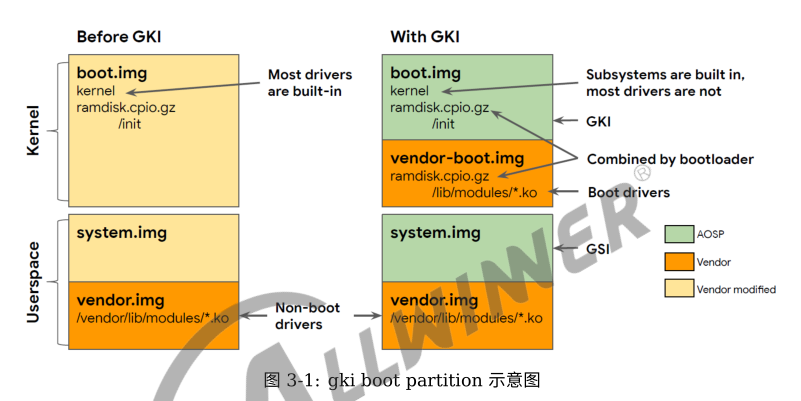 Before GKI
With GKI
Kernel
boot.img
kernel
ramdisk.cpio.gz
/init
Most drivers
are built-in
boot.img
kernel
ramdisk.cpio.gz
/init
Subsystems are built in,
most drivers are not
GKI
vendor-boot.img
ramdisk.cpio.gz
/lib/modules/*.ko
Combined by bootloader
Boot drivers
Userspace
system.img
vendor.img
/vendor/lib/modules/*.ko
Non-boot
drivers
system.img
vendor.img
/vendor/lib/modules/*.ko
GSI
AOSP
Vendor
Vendor modified
ALLWINNER®
图 3-1: gki boot partition 示意图